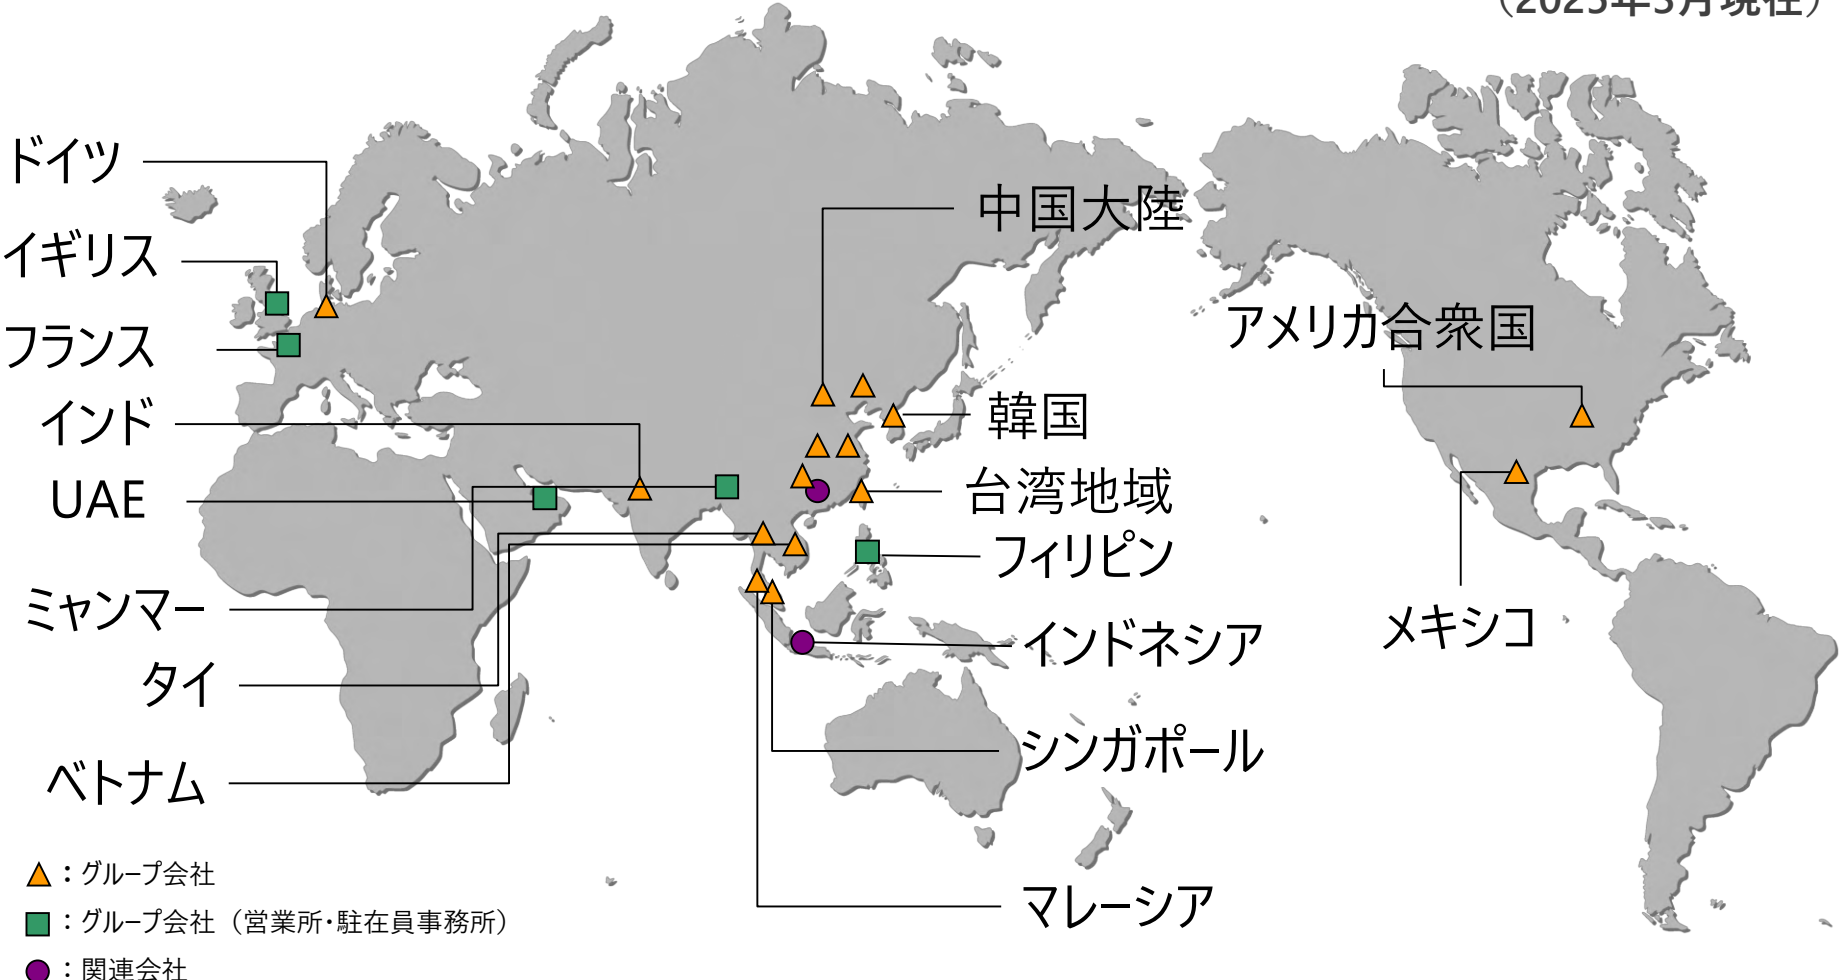 ドイツ
イギリス
フランス
インド
UAE
ミャンマー
タイ
ベトナム
中国大陸
韓国
台湾地域
フィリピン
インドネシア
シンガポール
マレーシア
アメリカ合衆国
メキシコ
：グループ会社
：グループ会社（営業所･駐在員事務所）
：関連会社